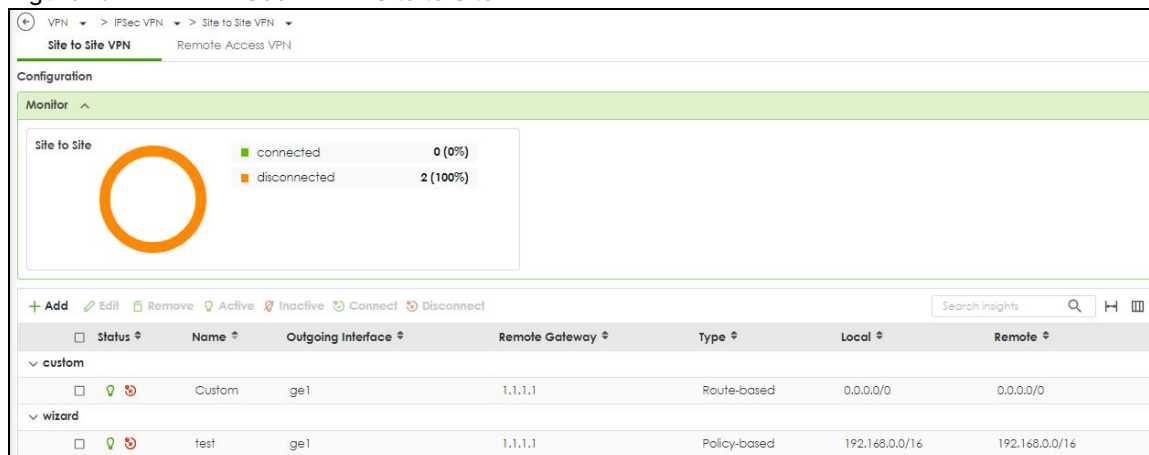 VPN > IPSec VPN > Site to Site VPN
Site to Site VPN Remote Access VPN
Configuration
Monitor
Site to Site
connected 0 (0%)
disconnected 2 (100%)
+ Add Edit Remove Active Inactive Connect Disconnect Search insights
Status Name Outgoing Interface Remote Gateway Type Local Remote
custom
Custom ge1 1.1.1.1 Route-based 0.0.0.0/0 0.0.0.0/0
wizard
test ge1 1.1.1.1 Policy-based 192.168.0.0/16 192.168.0.0/16